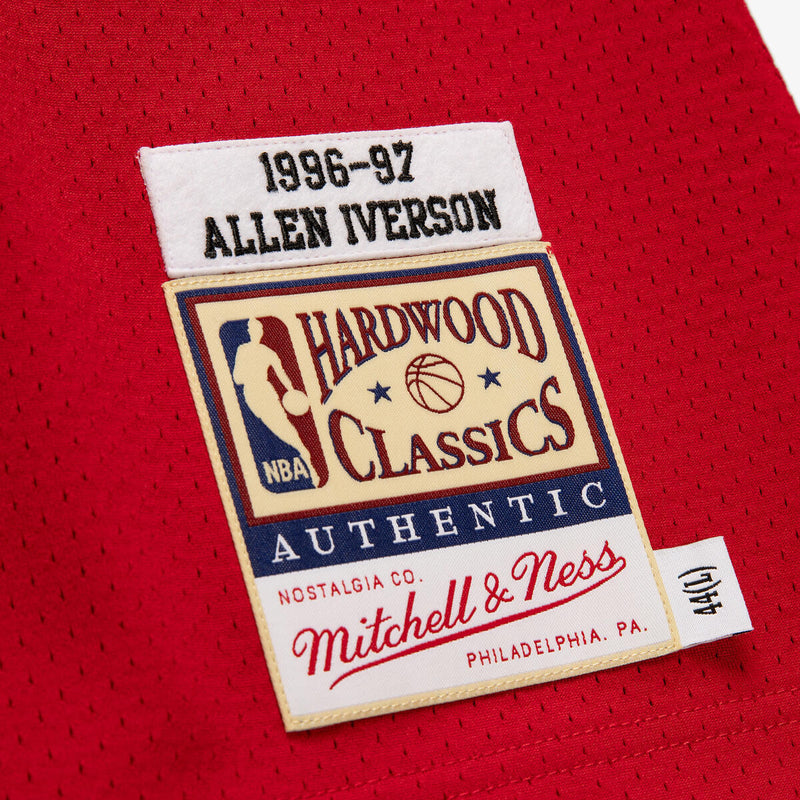 1996-97
ALLEN IVERSON
HARDWOOD
CLASSICS
NBA
AUTHENTIC
NOSTALGIA CO.
Mitchell & Ness
PHILADELPHIA. PA.
44(L)